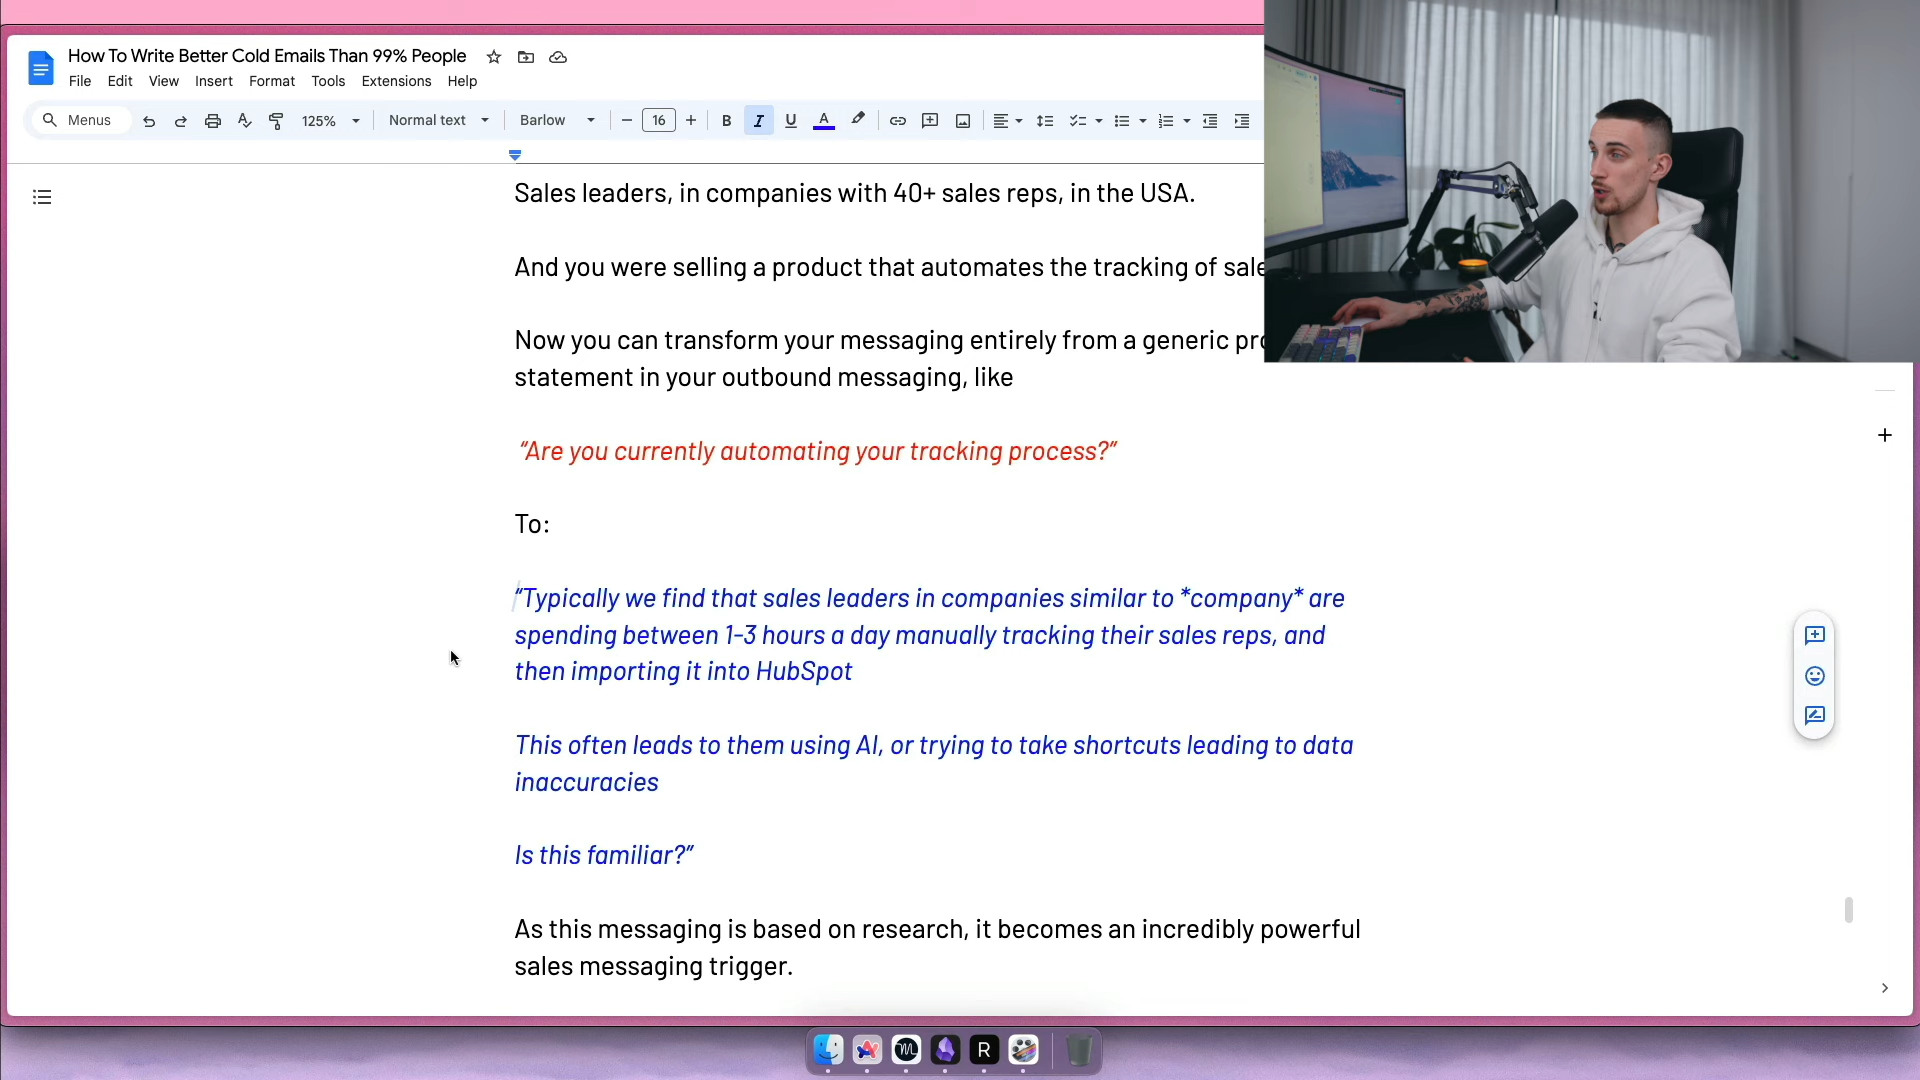 How To Write Better Cold Emails Than 99% People
File Edit View Insert Format Tools Extensions Help
Menus 125% Normal text Barlow 16 B I U A
Sales leaders, in companies with 40+ sales reps, in the USA.
And you were selling a product that automates the tracking of
Now you can transform your messaging entirely from a generic
statement in your outbound messaging, like
“Are you currently automating your tracking process?”
To:
“Typically we find that sales leaders in companies similar to *company* are
spending between 1-3 hours a day manually tracking their sales reps, and
then importing it into HubSpot
This often leads to them using AI, or trying to take shortcuts leading to data
inaccuracies
Is this familiar?”
As this messaging is based on research, it becomes an incredibly powerful
sales messaging trigger.
R